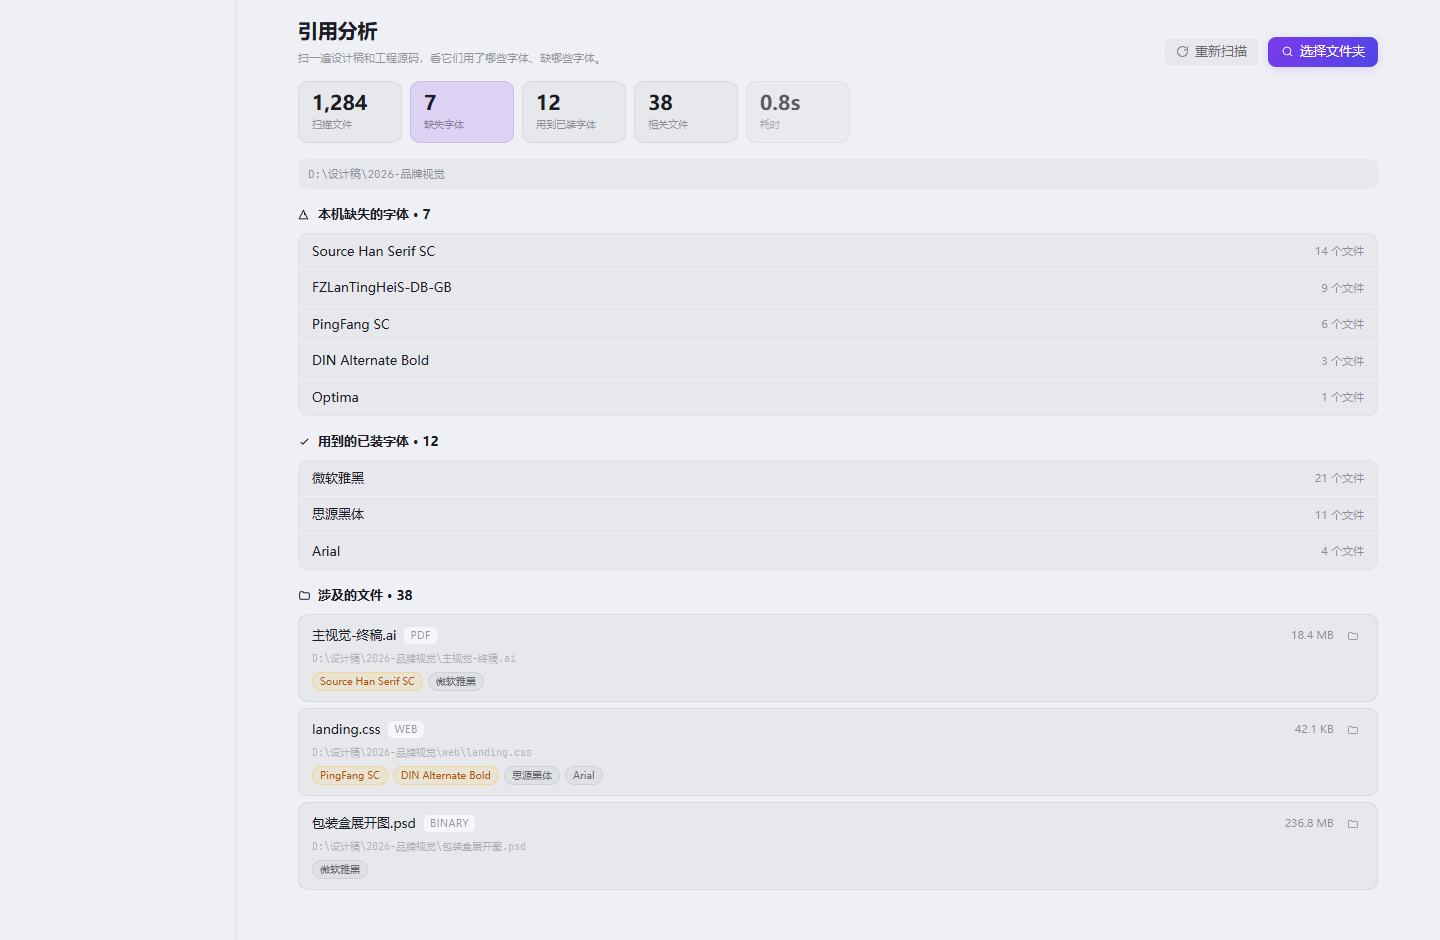 引用分析
扫一遍设计稿和工程源码，看它们用了哪些字体、缺哪些字体。
重新扫描
选择文件夹
1,284
扫描文件
7
缺失字体
12
用到已装字体
38
相关文件
0.8s
耗时
D:\设计稿\2026-品牌视觉
本机缺失的字体 • 7
Source Han Serif SC 14 个文件
FZLanTingHeiS-DB-GB 9 个文件
PingFang SC 6 个文件
DIN Alternate Bold 3 个文件
Optima 1 个文件
用到的已装字体 • 12
微软雅黑 21 个文件
思源黑体 11 个文件
Arial 4 个文件
涉及的文件 • 38
主视觉-终稿.ai PDF 18.4 MB
D:\设计稿\2026-品牌视觉\主视觉-终稿.ai
Source Han Serif SC 微软雅黑
landing.css WEB 42.1 KB
D:\设计稿\2026-品牌视觉\web\landing.css
PingFang SC DIN Alternate Bold 思源黑体 Arial
包装盒展开图.psd BINARY 236.8 MB
D:\设计稿\2026-品牌视觉\包装盒展开图.psd
微软雅黑